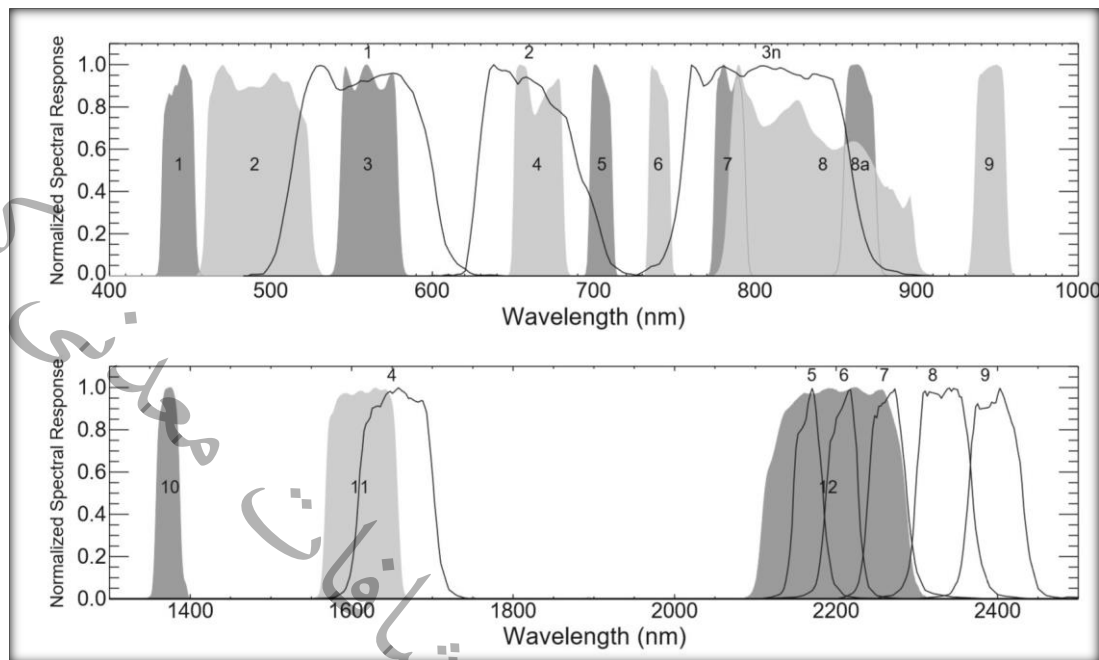 1 2 3n
Normalized Spectral Response
1.0
0.8
0.6
0.4
0.2
0.0
1 2 3 4 5 6 7 8 8a 9
400 500 600 700 800 900 1000
Wavelength (nm)
4 5 6 7 8 9
Normalized Spectral Response
1.0
0.8
0.6
0.4
0.2
0.0
10 11 12
1400 1600 1800 2000 2200 2400
Wavelength (nm)